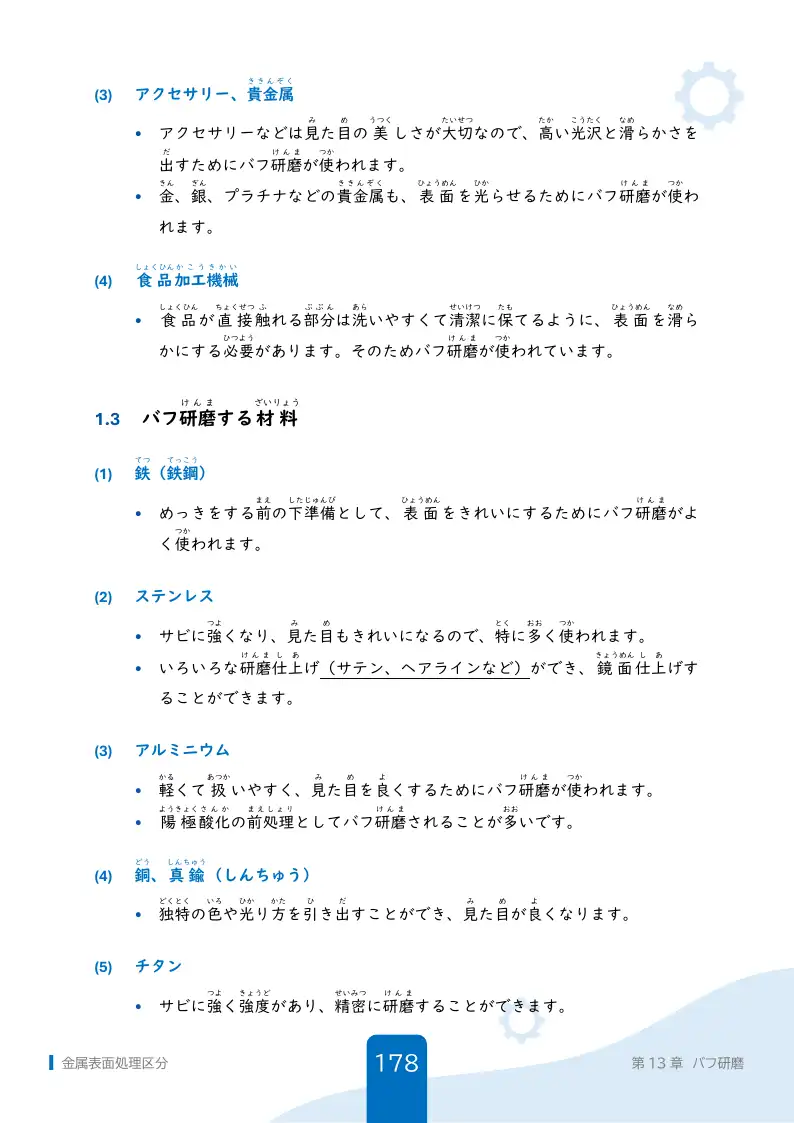 (3) アクセサリー、貴金属
• アクセサリーなどは見た目の美しさが大切なので、高い光沢と滑らかさを
出すためにバフ研磨が使われます。
• 金、銀、プラチナなどの貴金属も、表面を光らせるためにバフ研磨が使わ
れます。
(4) 食品加工機械
• 食品が直接触れる部分は洗いやすくて清潔に保てるように、表面を滑ら
かにする必要があります。そのためバフ研磨が使われています。
1.3 バフ研磨する材料
(1) 鉄（鉄鋼）
• めっきをする前の下準備として、表面をきれいにするためにバフ研磨がよ
く使われます。
(2) ステンレス
• サビに強くなり、見た目もきれいになるので、特に多く使われます。
• いろいろな研磨仕上げ（サテン、ヘアラインなど）ができ、鏡面仕上げす
ることができます。
(3) アルミニウム
• 軽くて扱いやすく、見た目を良くするためにバフ研磨が使われます。
• 陽極酸化の前処理としてバフ研磨されることが多いです。
(4) 銅、真鍮（しんちゅう）
• 独特の色や光り方を引き出すことができ、見た目が良くなります。
(5) チタン
• サビに強く強度があり、精密に研磨することができます。
金属表面処理区分
178
第 13 章 バフ研磨